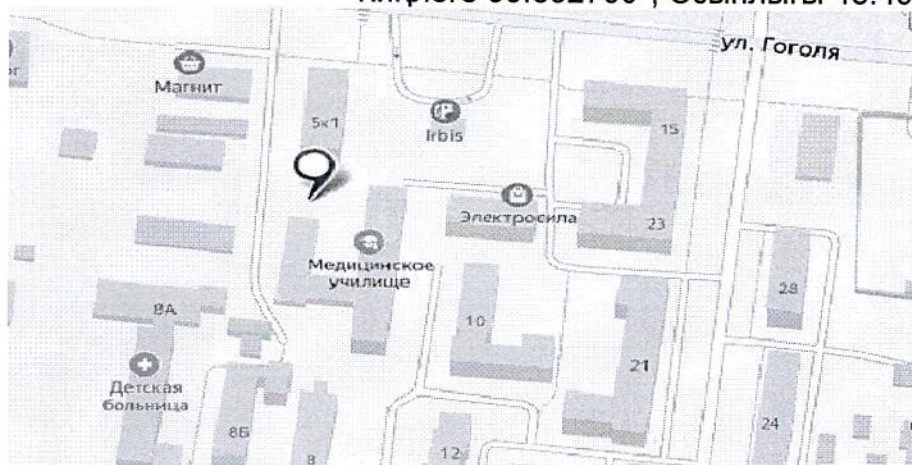 ул. Гоголя
Магнит
5к1
Irbis
15
Электросила
23
Медицинское
училище
28
8А
10
21
Детская
больница
8Б
8
12
24